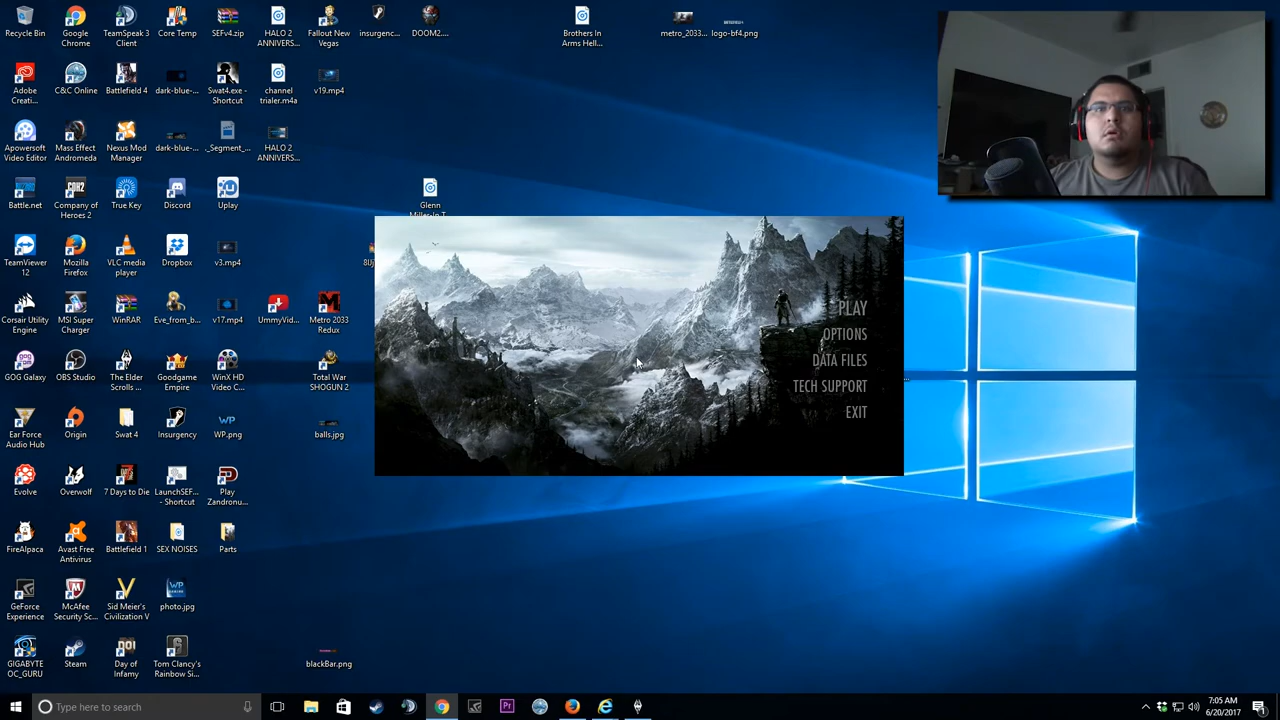 Recycle Bin
Google
Chrome
TeamSpeak 3
Client
Core Temp
SEFv4.zip
HALO 2
ANNIVERS...
Fallout New
Vegas
insurgenc...
DOOM2....
Brothers In
Arms Hell...
metro_2033...
logo-bf4.png
Adobe
Creati...
C&C Online
Battlefield 4
dark-blue-...
Swat4.exe -
Shortcut
channel
trialer.m4a
v19.mp4
Apowersoft
Video Editor
Mass Effect
Andromeda
Nexus Mod
Manager
dark-blue-...
._Segment_...
HALO 2
ANNIVERS...
Battle.net
Company of
Heroes 2
True Key
Discord
Uplay
Glenn
Miller-In T...
TeamViewer
12
Mozilla
Firefox
VLC media
player
Dropbox
v3.mp4
Corsair Utility
Engine
MSI Super
Charger
WinRAR
Eve_from_b...
v17.mp4
UmmyVid...
Metro 2033
Redux
PLAY
OPTIONS
DATA FILES
TECH SUPPORT
EXIT
GOG Galaxy
OBS Studio
The Elder
Scrolls ...
Goodgame
Empire
WinX HD
Video C...
Total War
SHOGUN 2
Ear Force
Audio Hub
Origin
Swat 4
Insurgency
WP.png
balls.jpg
Evolve
Overwolf
7 Days to Die
LaunchSEF...
- Shortcut
Play
Zandronu...
FireAlpaca
Avast Free
Antivirus
Battlefield 1
SEX NOISES
Parts
GeForce
Experience
McAfee
Security Sc...
Sid Meier's
Civilization V
photo.jpg
GIGABYTE
OC_GURU
Steam
Day of
Infamy
Tom Clancy's
Rainbow Si...
blackBar.png
Type here to search
7:05 AM
6/20/2017